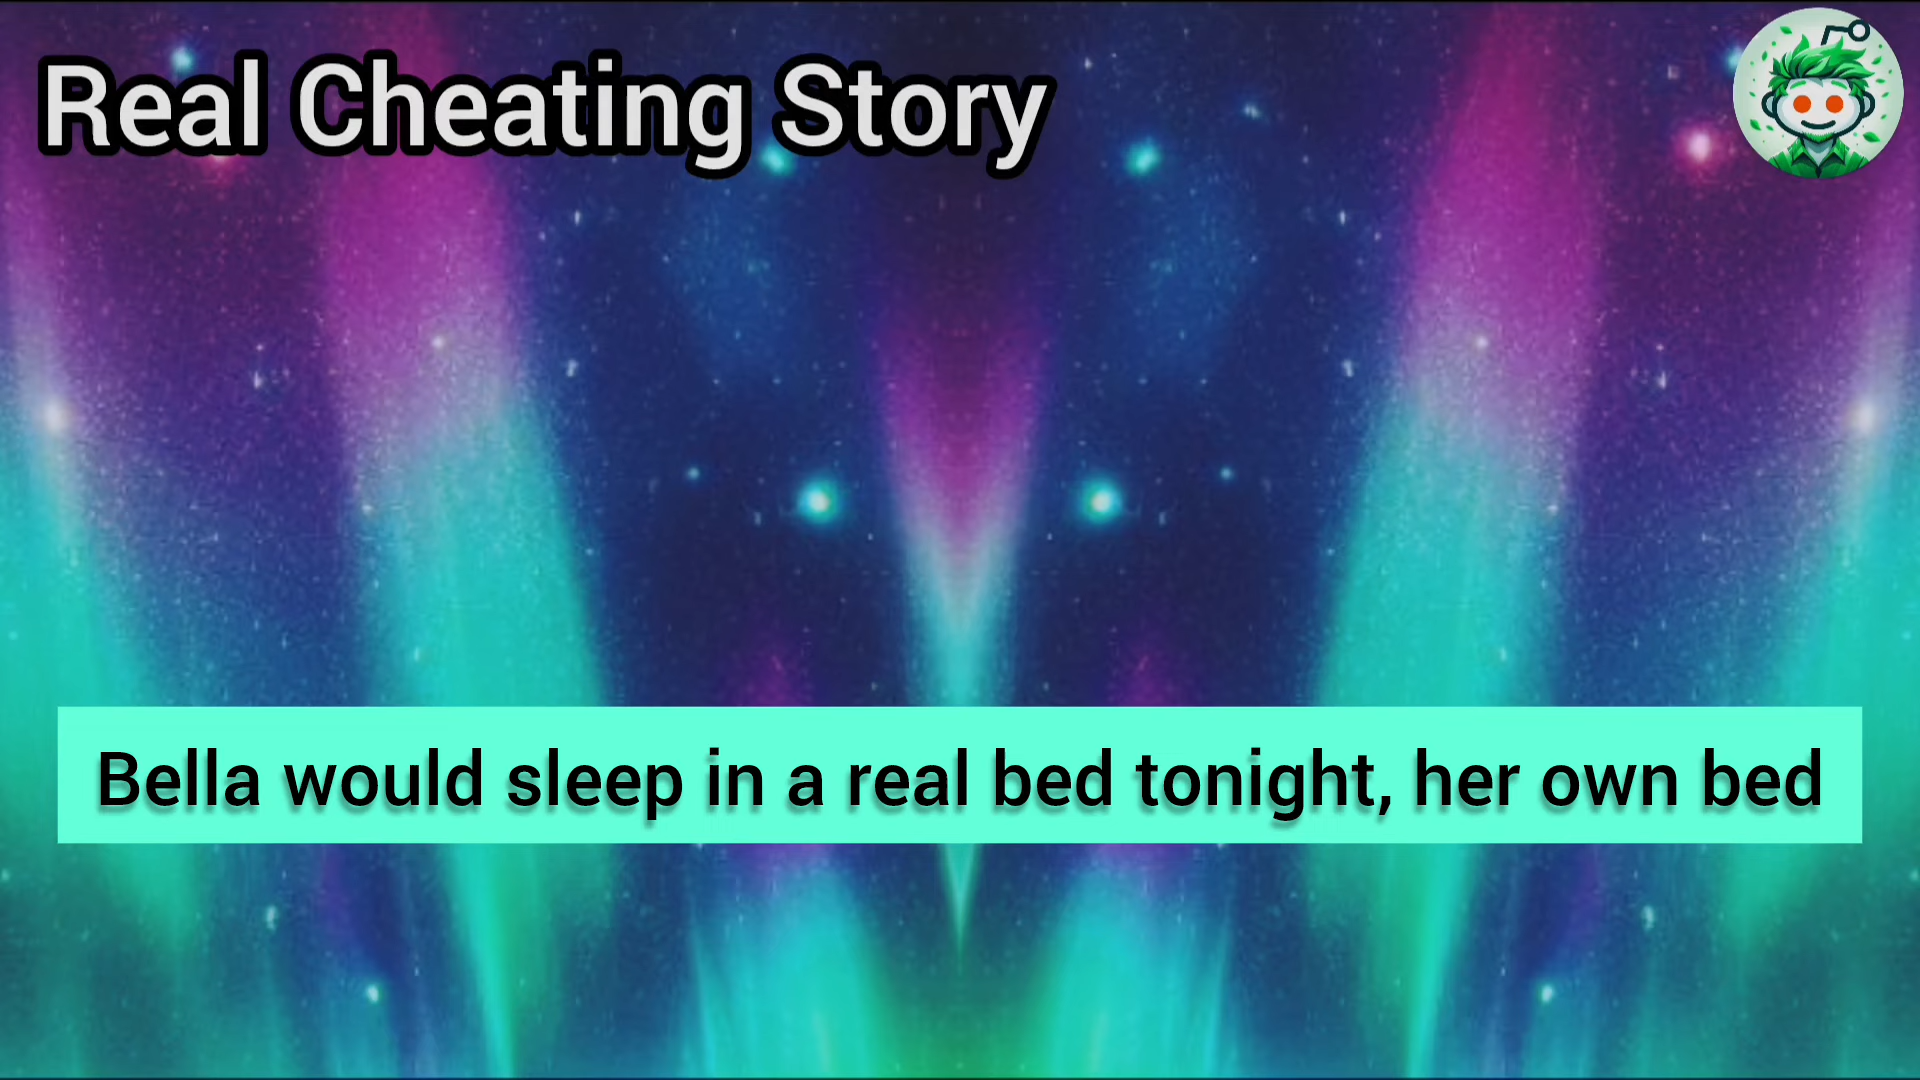 Real Cheating Story
Bella would sleep in a real bed tonight, her own bed